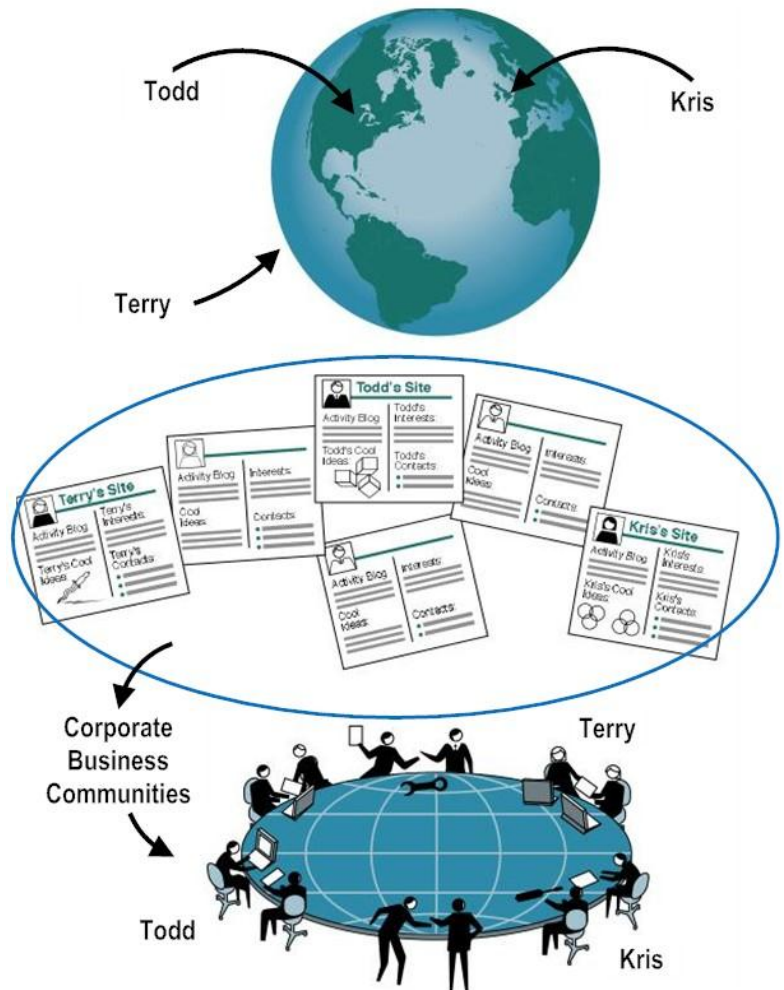 Todd
Kris
Terry
Terry's Site
Activity Blog
Terry's Cool
Ideas:
Terry's
Interests:
Terry's
Contacts:
Activity Blog
Cool
Ideas:
Interests:
Contacts:
Todd's Site
Activity Blog
Todd's Cool
Ideas:
Todd's
Interests:
Todd's
Contacts:
Activity Blog
Cool
Ideas:
Interests:
Contacts:
Activity Blog
Cool
Ideas:
Interests:
Contacts:
Kris's Site
Activity Blog
Kris's Cool
Ideas:
Kris's
Interests:
Kris's
Contacts:
Corporate
Business
Communities
Terry
Todd
Kris